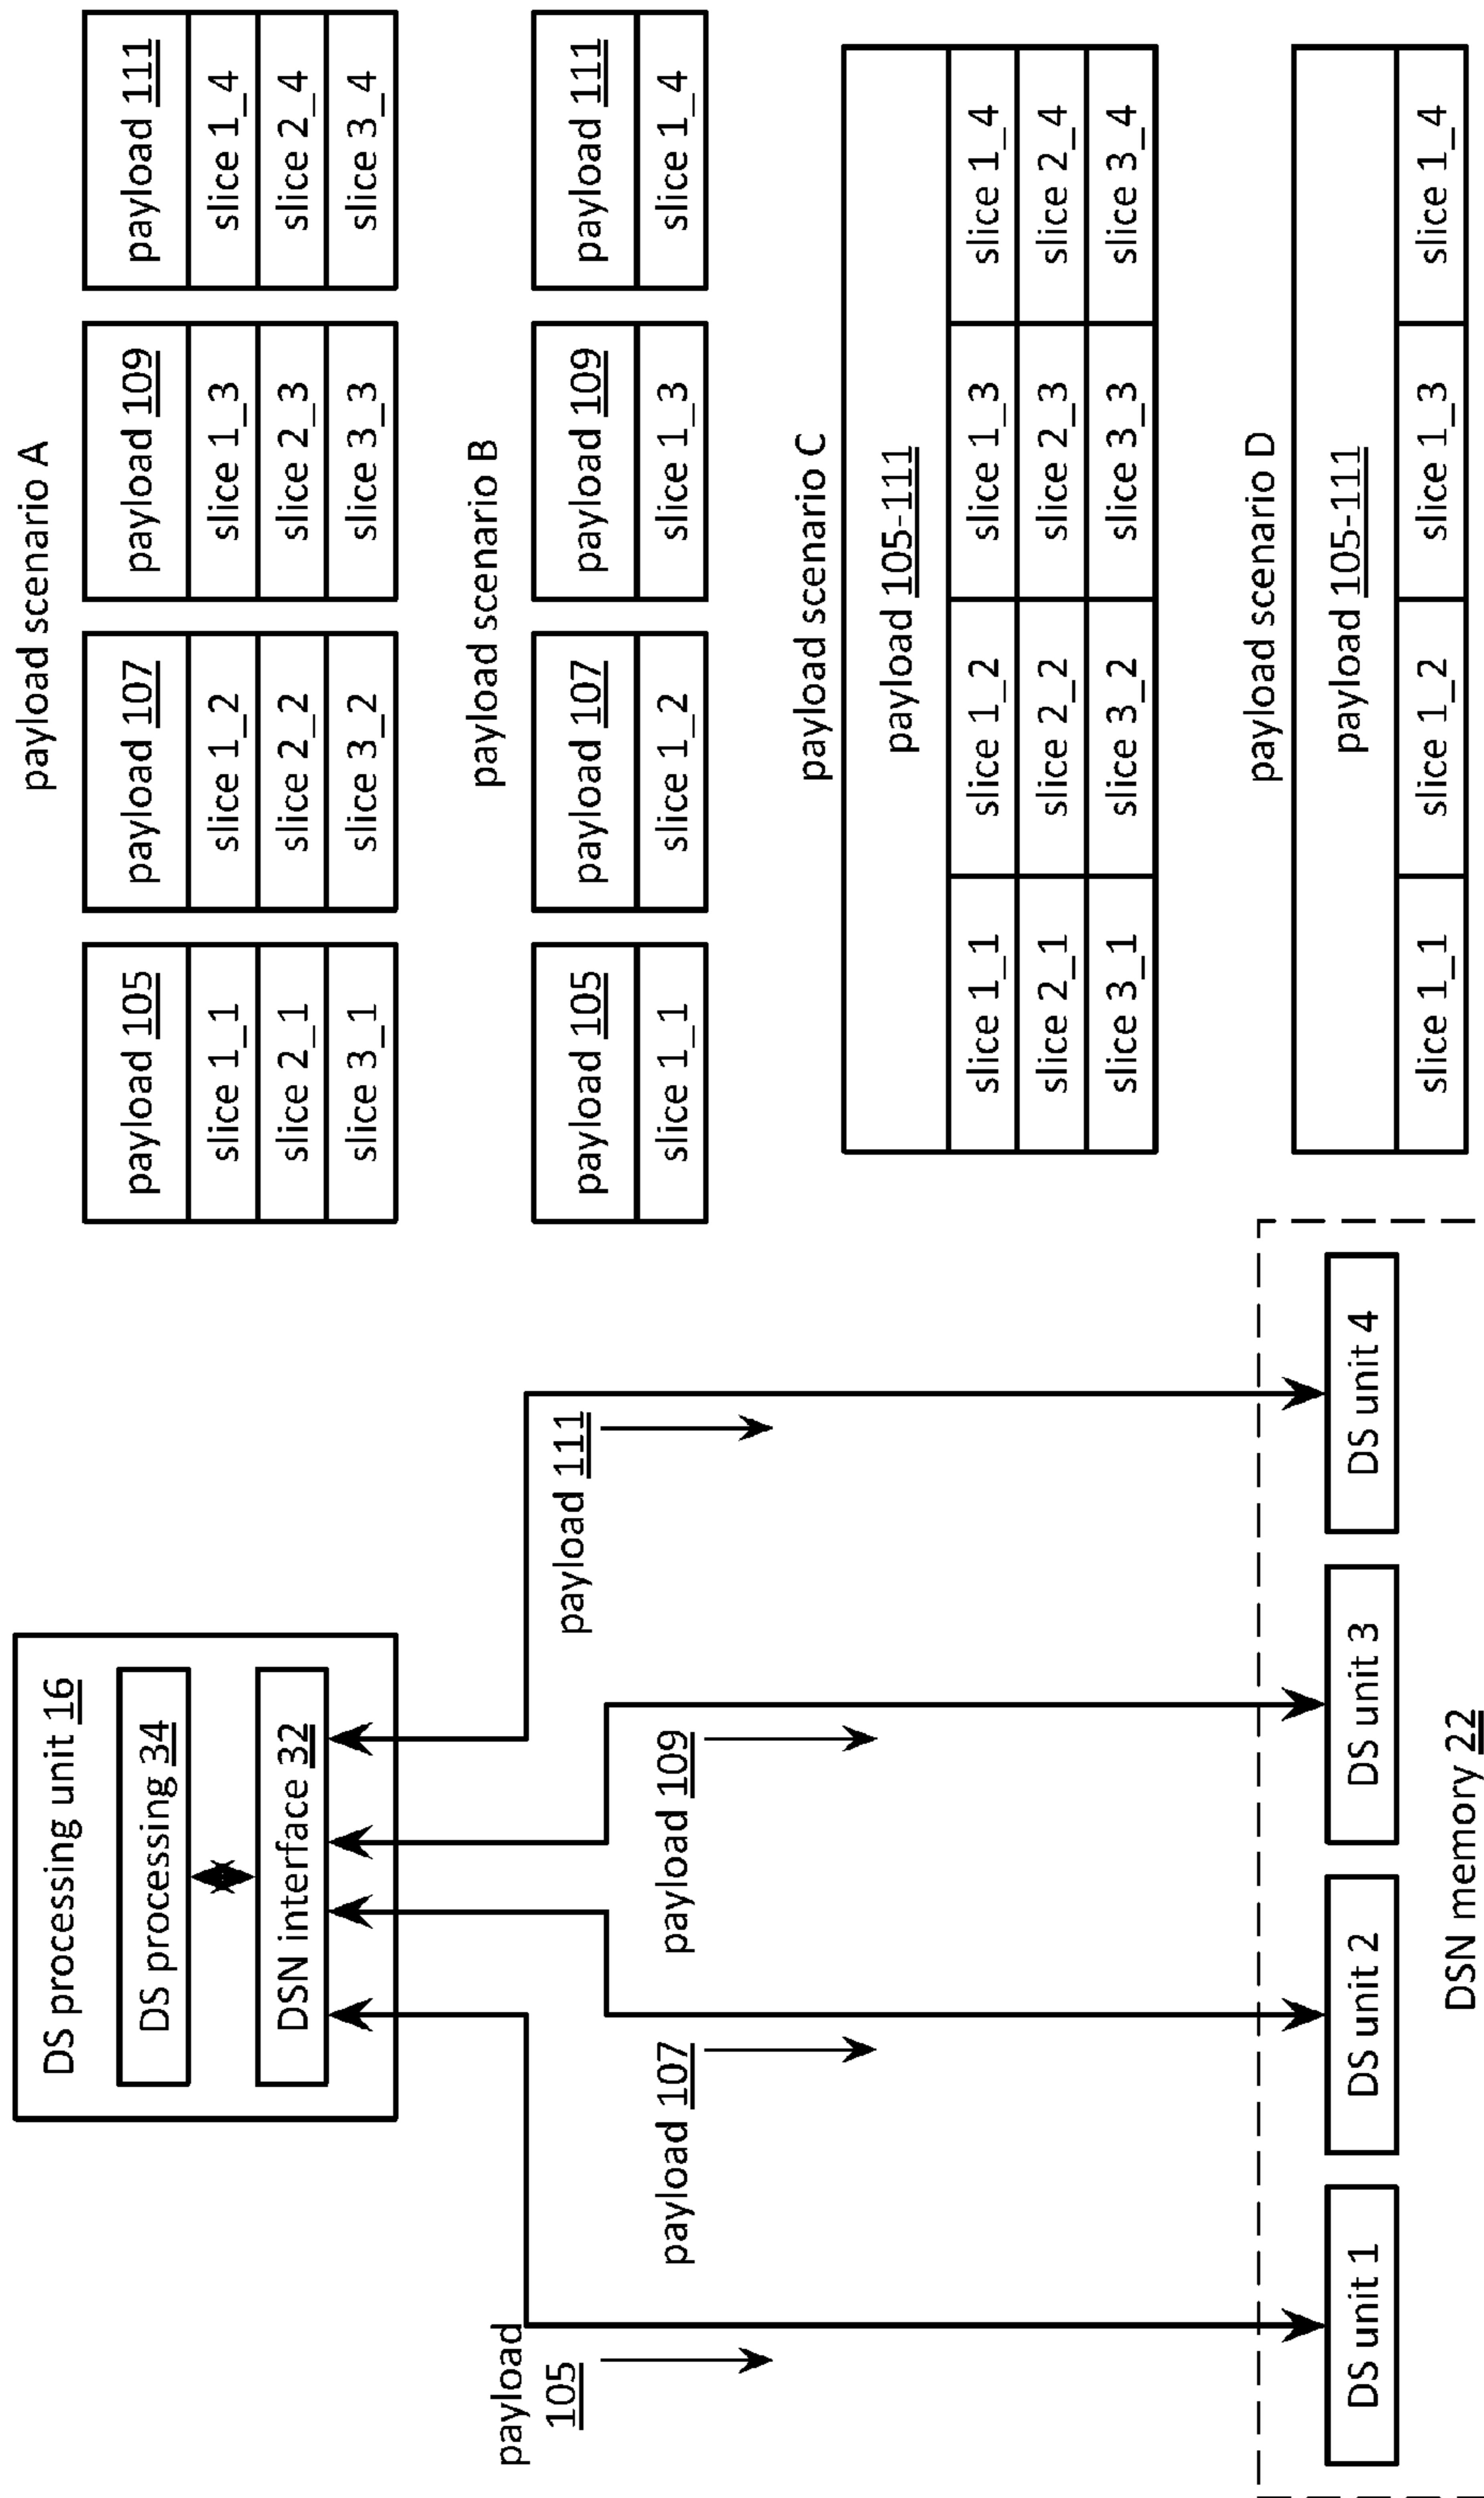 DS processing unit 16
DS processing 34
DSN interface 32
payload
105
payload 107
payload 109
payload 111
DS unit 1
DS unit 2
DS unit 3
DS unit 4
DSN memory 22
payload scenario A
payload 105
payload 107
payload 109
payload 111
slice 1_1
slice 1_2
slice 1_3
slice 1_4
slice 2_1
slice 2_2
slice 2_3
slice 2_4
slice 3_1
slice 3_2
slice 3_3
slice 3_4
payload scenario B
payload 105
payload 107
payload 109
payload 111
slice 1_1
slice 1_2
slice 1_3
slice 1_4
payload scenario C
payload 105-111
slice 1_1
slice 1_2
slice 1_3
slice 1_4
slice 2_1
slice 2_2
slice 2_3
slice 2_4
slice 3_1
slice 3_2
slice 3_3
slice 3_4
payload scenario D
payload 105-111
slice 1_1
slice 1_2
slice 1_3
slice 1_4